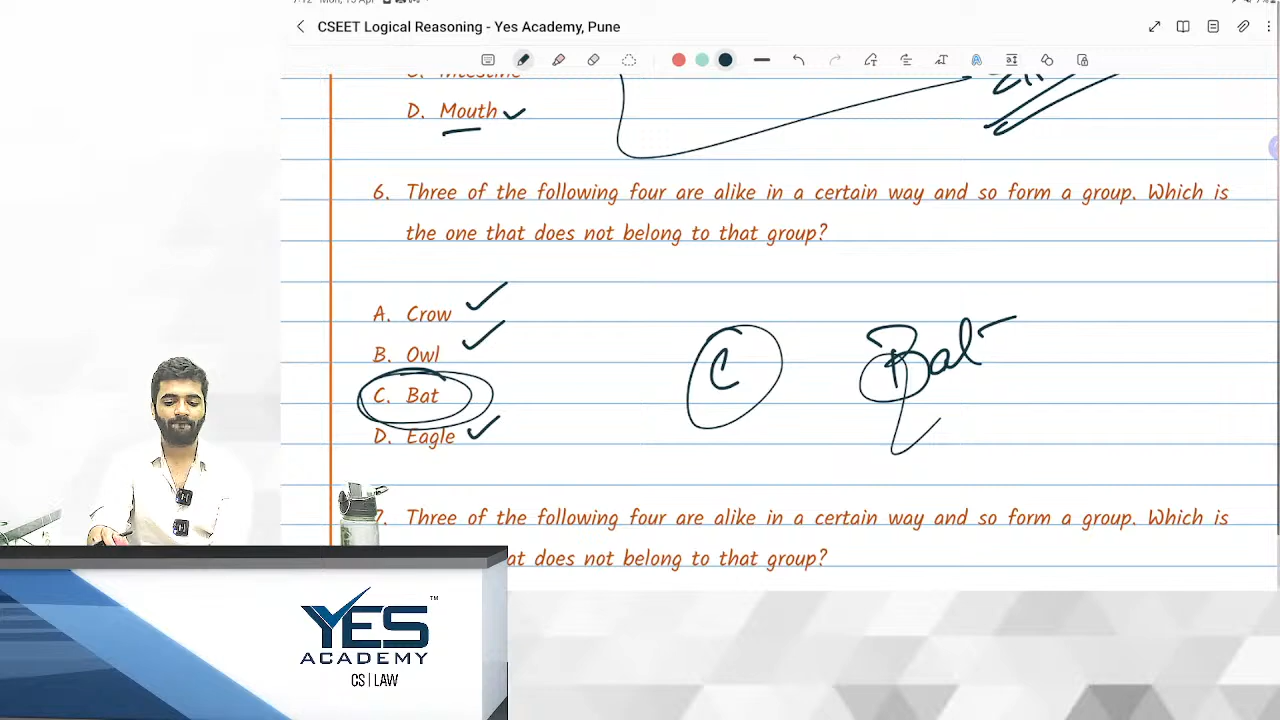 CSEET Logical Reasoning - Yes Academy, Pune
D. Mouth
6. Three of the following four are alike in a certain way and so form a group. Which is
the one that does not belong to that group?
A. Crow
B. Owl
C. Bat
D. Eagle
C Bat
7. Three of the following four are alike in a certain way and so form a group. Which is
at does not belong to that group?
YES
TM
ACADEMY
CS | LAW